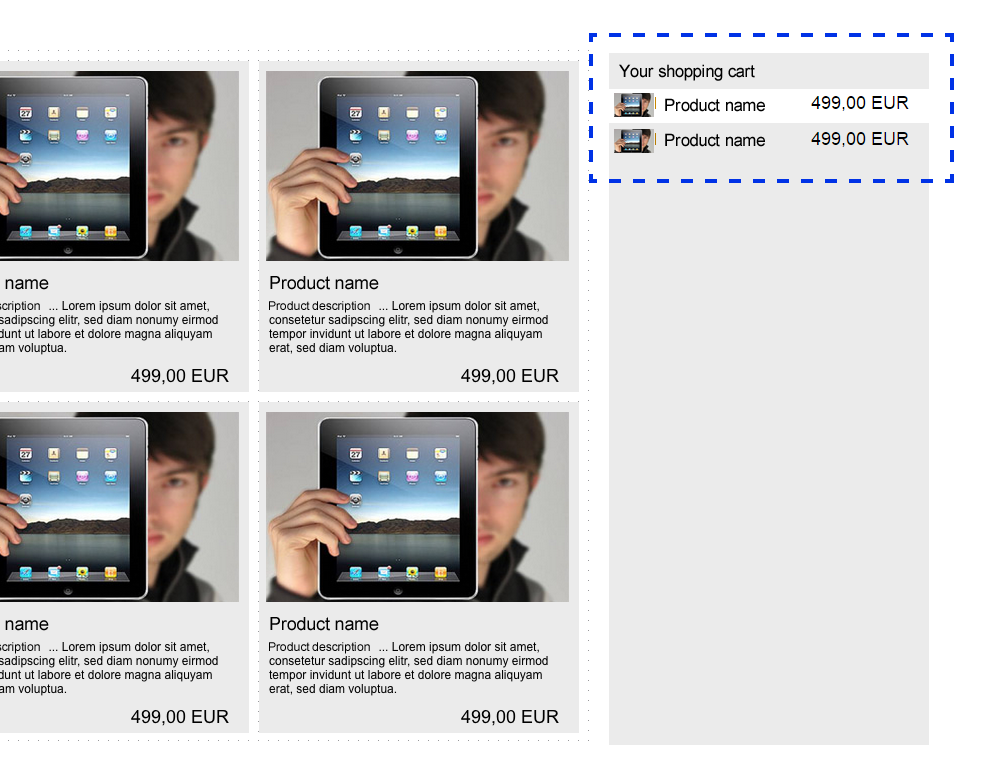 Your shopping cart
Product name 499,00 EUR
Product name 499,00 EUR
name
scription ... Lorem ipsum dolor sit amet,
sadipscing elitr, sed diam nonumy eirmod
dunt ut labore et dolore magna aliquyam
am voluptua.
499,00 EUR
Product name
Product description ... Lorem ipsum dolor sit amet,
consetetur sadipscing elitr, sed diam nonumy eirmod
tempor invidunt ut labore et dolore magna aliquyam
erat, sed diam voluptua.
499,00 EUR
name
scription ... Lorem ipsum dolor sit amet,
sadipscing elitr, sed diam nonumy eirmod
dunt ut labore et dolore magna aliquyam
am voluptua.
499,00 EUR
Product name
Product description ... Lorem ipsum dolor sit amet,
consetetur sadipscing elitr, sed diam nonumy eirmod
tempor invidunt ut labore et dolore magna aliquyam
erat, sed diam voluptua.
499,00 EUR
27
27
27
27